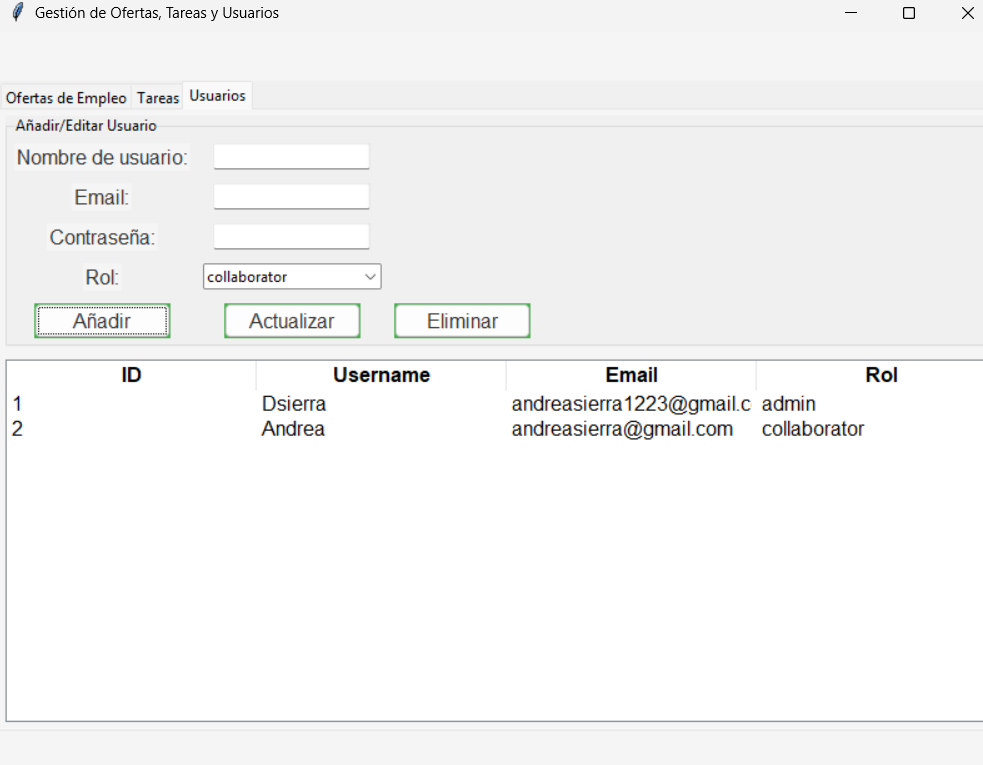 Gestión de Ofertas, Tareas y Usuarios
Ofertas de Empleo Tareas Usuarios
Añadir/Editar Usuario
Nombre de usuario:
Email:
Contraseña:
Rol: collaborator
Añadir Actualizar Eliminar
ID Username Email Rol
1 Dsierra andreasierra1223@gmail.c admin
2 Andrea andreasierra@gmail.com collaborator